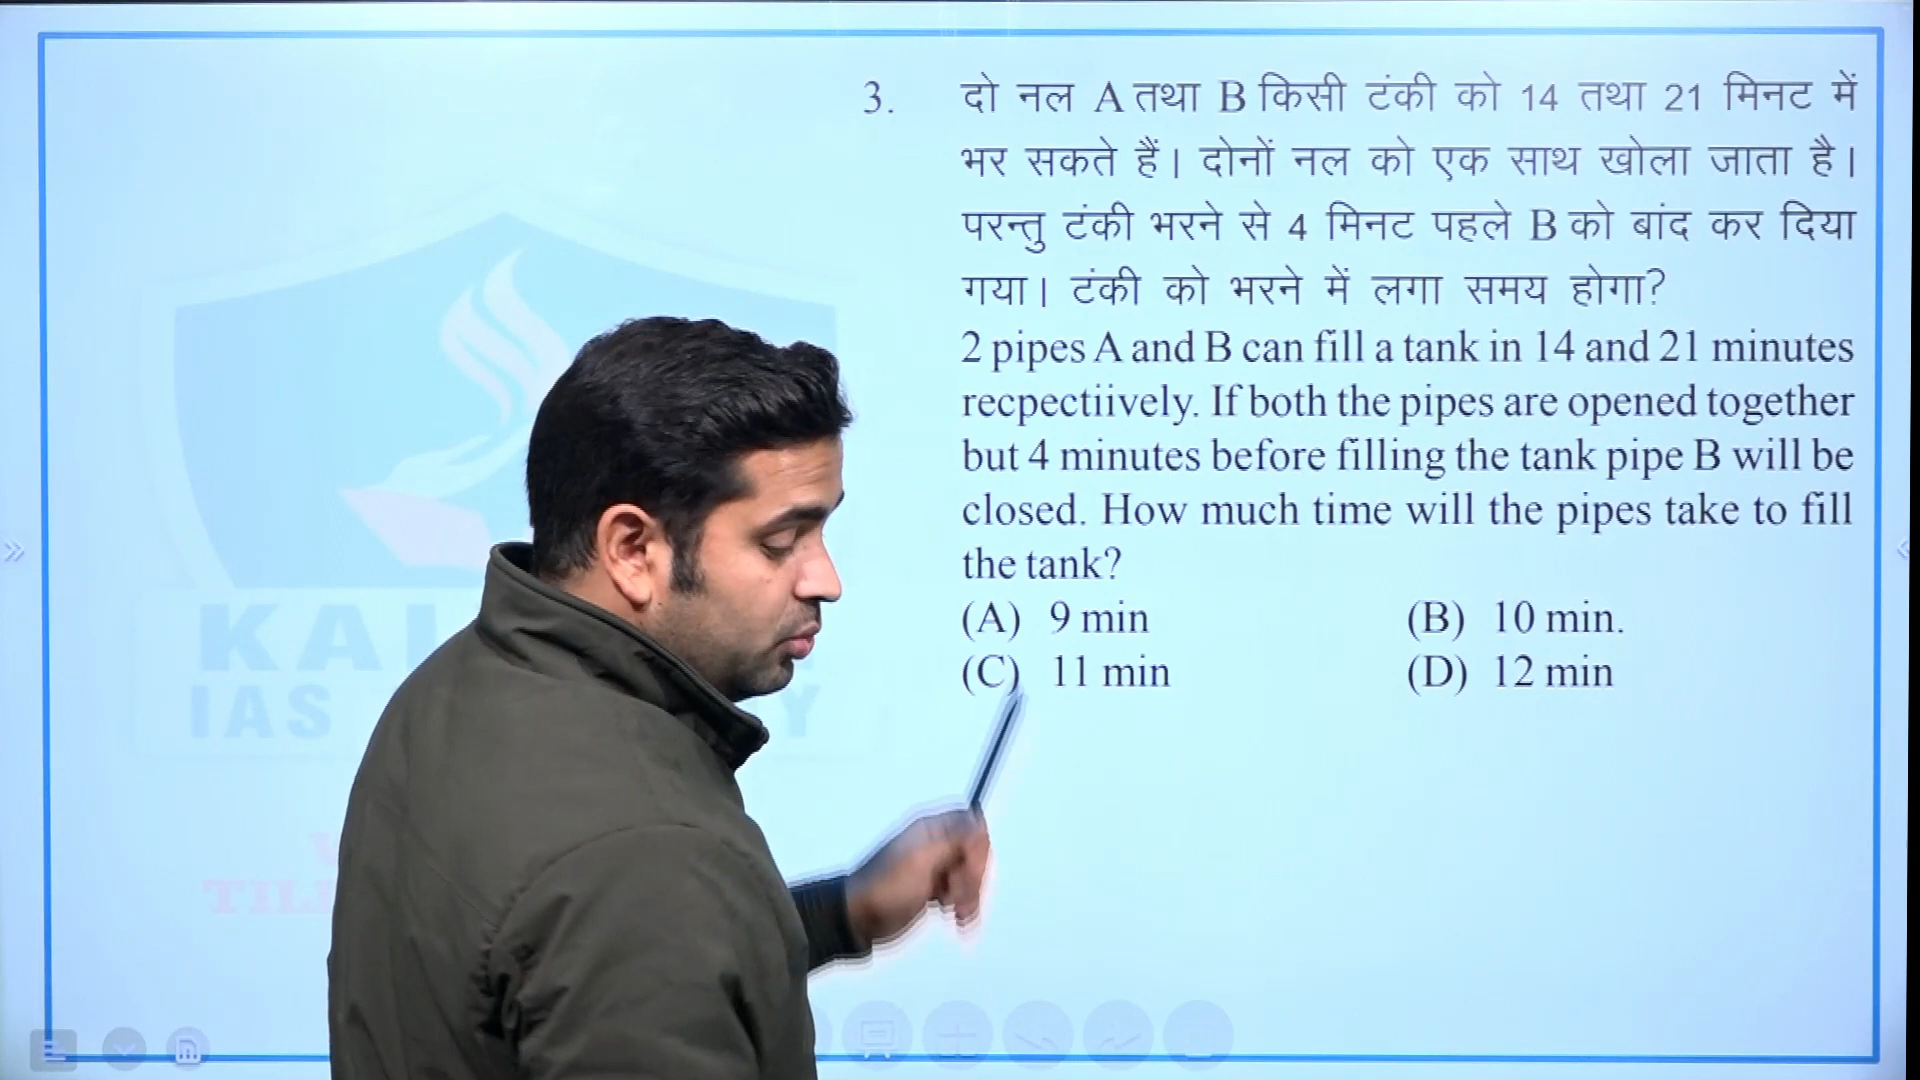 3. दो नल A तथा B किसी टंकी को 14 तथा 21 मिनट में
भर सकते हैं। दोनों नल को एक साथ खोला जाता है।
परन्तु टंकी भरने से 4 मिनट पहले B को बांद कर दिया
गया। टंकी को भरने में लगा समय होगा?
2 pipes A and B can fill a tank in 14 and 21 minutes
recpectiively. If both the pipes are opened together
but 4 minutes before filling the tank pipe B will be
closed. How much time will the pipes take to fill
the tank?
(A) 9 min (B) 10 min.
(C) 11 min (D) 12 min
IAS